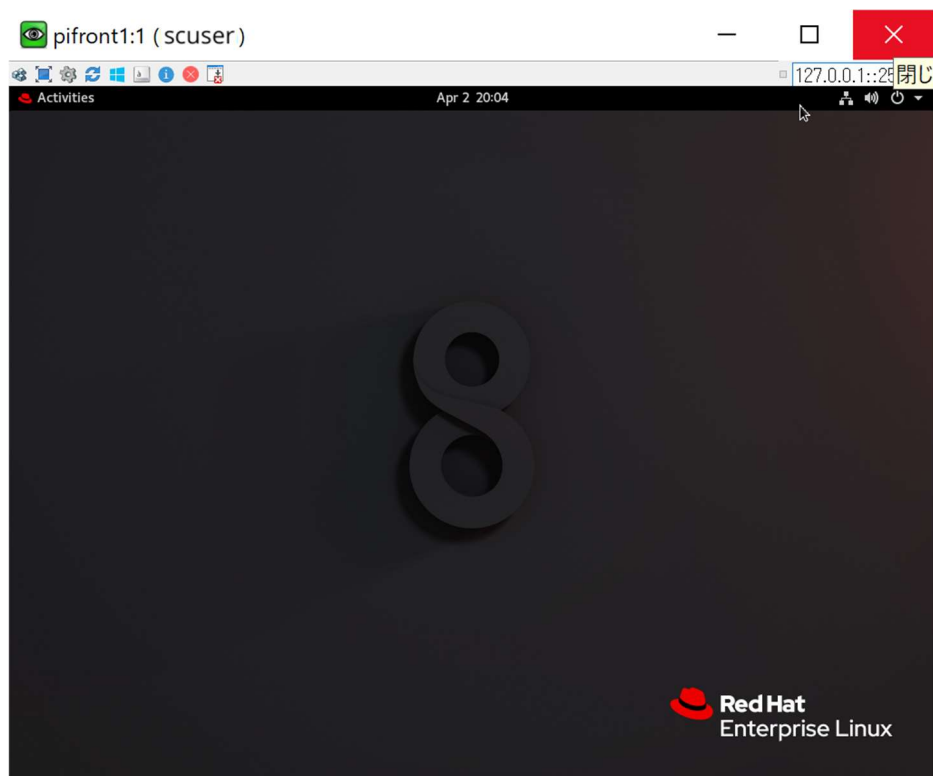 pifront1:1 ( scuser )
127.0.0.1::25
閉じ
Activities
Apr 2 20:04
8
Red Hat
Enterprise Linux